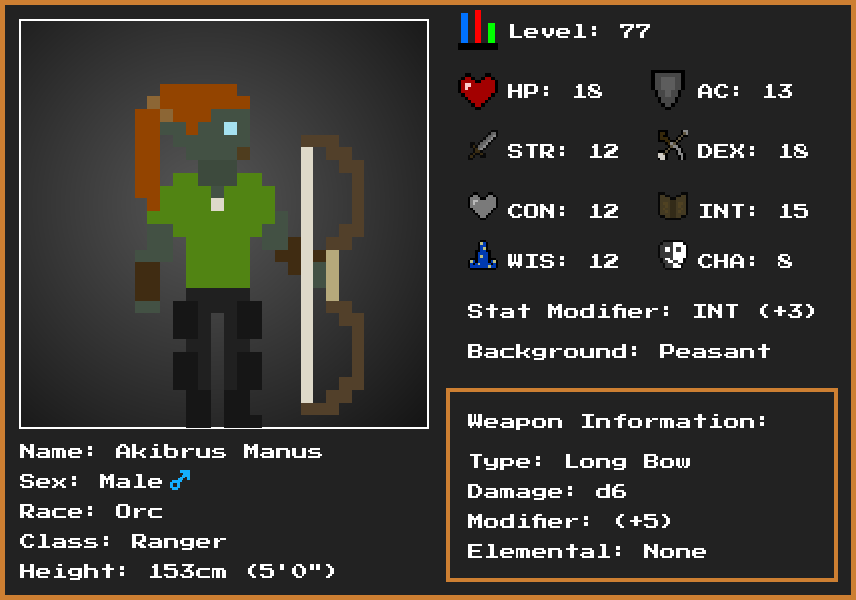 Level: 77
HP: 18 AC: 13
STR: 12 DEX: 18
CON: 12 INT: 15
WIS: 12 CHA: 8
Stat Modifier: INT (+3)
Background: Peasant
Weapon Information:
Type: Long Bow
Damage: d6
Modifier: (+5)
Elemental: None
Name: Akibrus Manus
Sex: Male♂
Race: Orc
Class: Ranger
Height: 153cm (5'0")